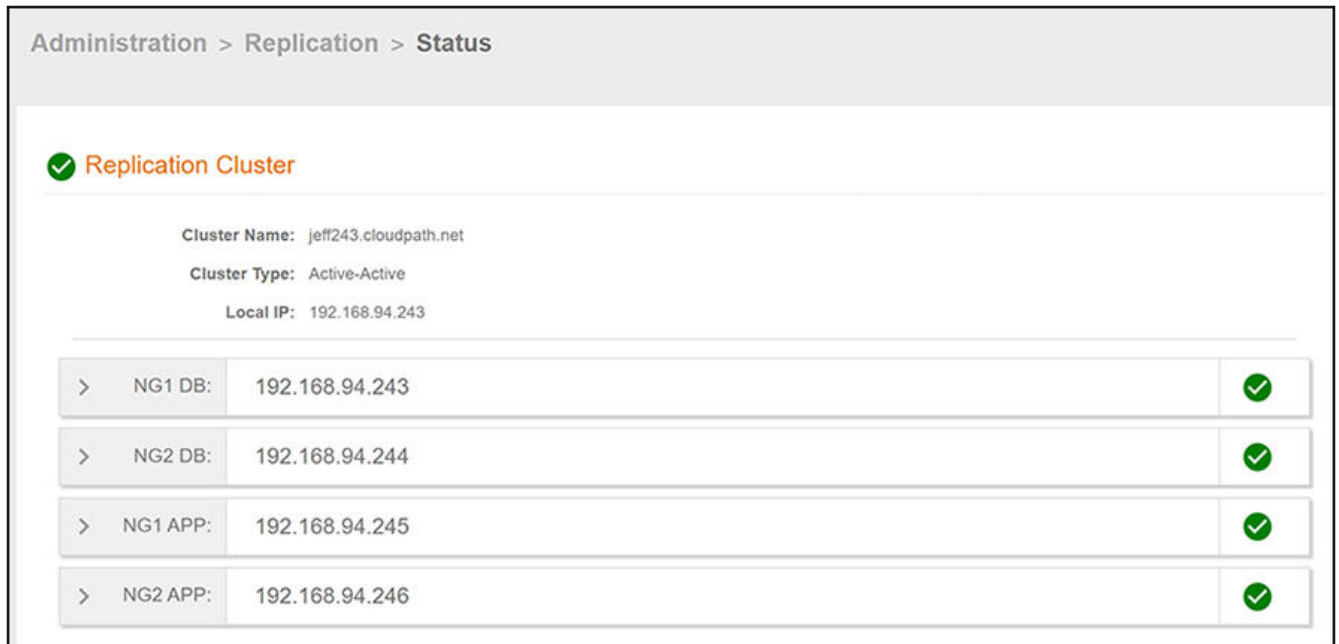 Administration > Replication > Status
Replication Cluster
Cluster Name: jeff243.cloudpath.net
Cluster Type: Active-Active
Local IP: 192.168.94.243
> NG1 DB: 192.168.94.243
> NG2 DB: 192.168.94.244
> NG1 APP: 192.168.94.245
> NG2 APP: 192.168.94.246